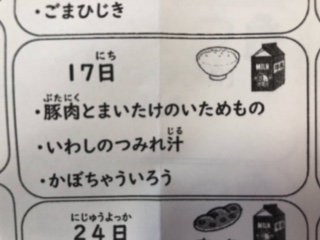 ・ごまひじき
にち
17日
MILK
ぶたにく
・豚肉とまいたけのいためもの
じる
・いわしのつみれ汁
・かぼちゃういろう
にじゅうよっか
24日
MILK